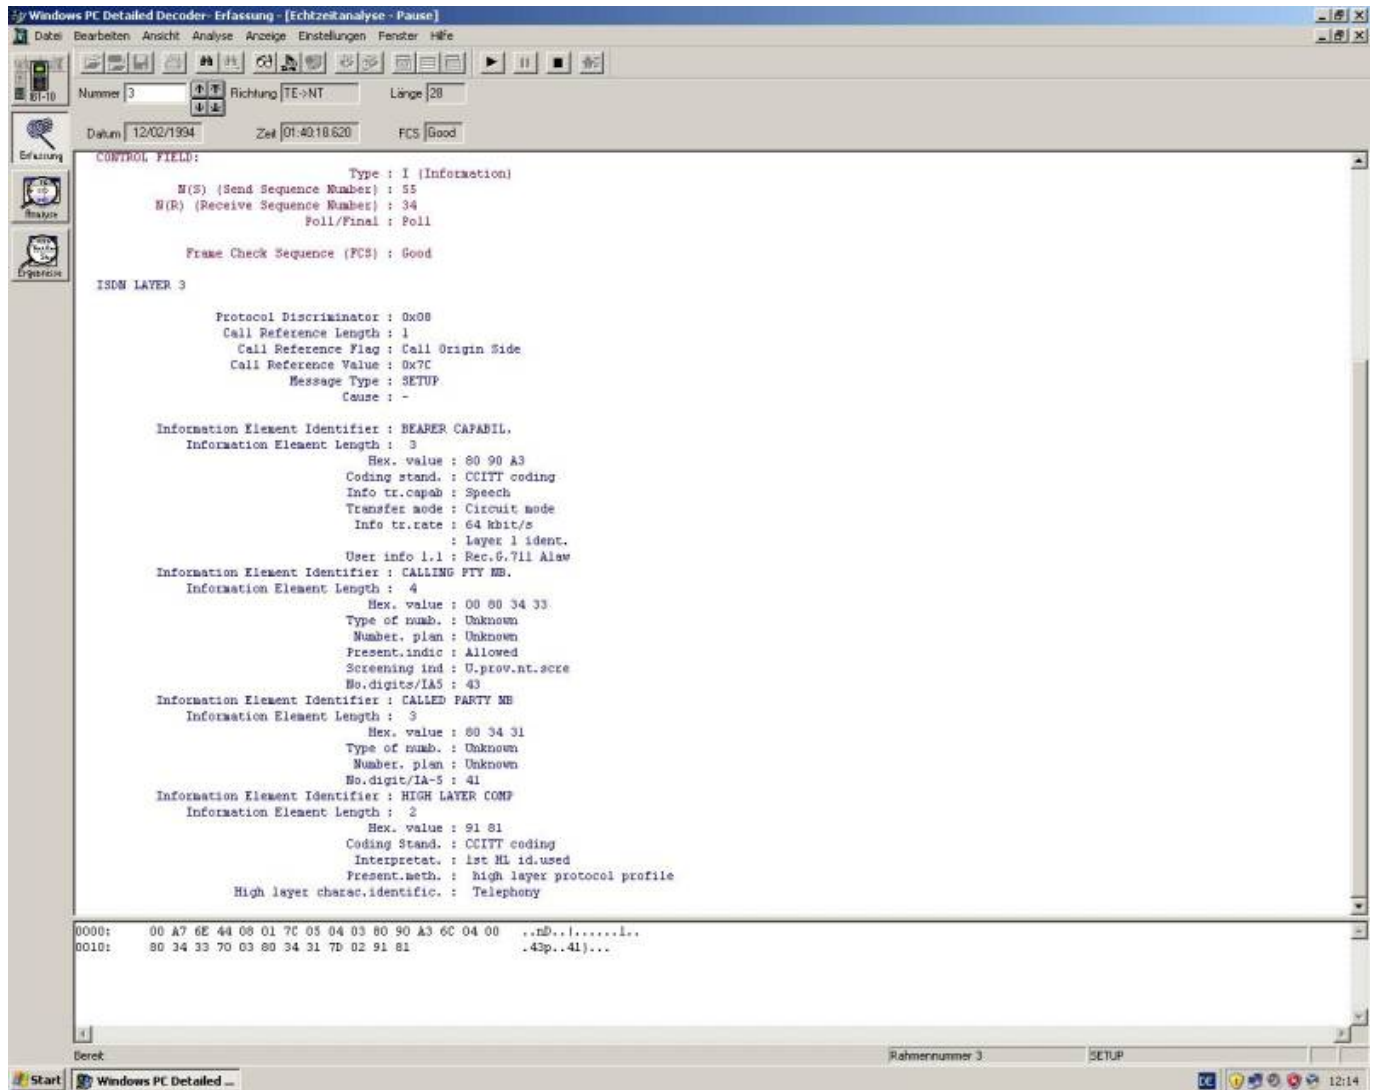 Windows PC Detailed Decoder- Erfassung - [Echtzeitanalyse - Pause]
Datei Bearbeiten Ansicht Analyse Anzeige Einstellungen Fenster Hilfe
IBT-10
Nummer 3 Richtung TE->NT Länge 28
Datum 12/02/1994 Zeit 01:40:18.620 FCS Good
Erfassung
Analyse
Ergebnisse
CONTROL FIELD:
Type : I (Information)
N(S) (Send Sequence Number) : 55
N(R) (Receive Sequence Number) : 34
Poll/Final : Poll
Frame Check Sequence (FCS) : Good
ISDN LAYER 3
Protocol Discriminator : 0x08
Call Reference Length : 1
Call Reference Flag : Call Origin Side
Call Reference Value : 0x7C
Message Type : SETUP
Cause : -
Information Element Identifier : BEARER CAPABIL.
Information Element Length : 3
Hex. value : 80 90 A3
Coding stand. : CCITT coding
Info tr.capab : Speech
Transfer mode : Circuit mode
Info tr.rate : 64 kbit/s
: Layer 1 ident.
User info l.1 : Rec.G.711 Alaw
Information Element Identifier : CALLING PTY NB.
Information Element Length : 4
Hex. value : 00 80 34 33
Type of numb. : Unknown
Number. plan : Unknown
Present.indic : Allowed
Screening ind : U.prov.nt.scre
No.digits/IA5 : 43
Information Element Identifier : CALLED PARTY NB
Information Element Length : 3
Hex. value : 80 34 31
Type of numb. : Unknown
Number. plan : Unknown
No.digit/IA-5 : 41
Information Element Identifier : HIGH LAYER COMP
Information Element Length : 2
Hex. value : 91 81
Coding Stand. : CCITT coding
Interpretat. : 1st HL id.used
Present.meth. : high layer protocol profile
High layer charac.identific. : Telephony
0000: 00 A7 6E 44 08 01 7C 05 04 03 80 90 A3 6C 04 00 ..nD..|......l..
0010: 80 34 33 70 03 80 34 31 7D 02 91 81 .43p..41}...
Bereit Rahmennummer 3 SETUP
Start Windows PC Detailed ... DE 12:14